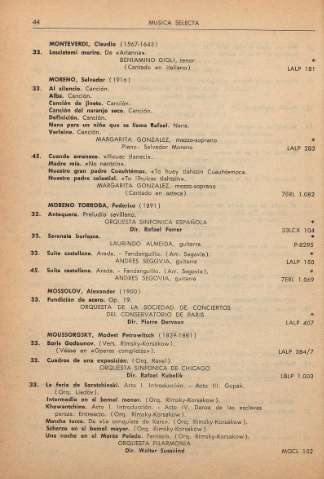 44 MUSICA SELECTA
MONTEVERDI, Claudio (1567-1643)
33. Lasciatemi morire. De «Arianna».
BENIAMINO GIGLI, tenor *
(Cantado en italiano) LALP 181
MORENO, Salvador (1916)
33. Al silencio. Canción.
Alba. Canción.
Canción de jinete. Canción.
Canción del naranjo seco. Canción.
Definición. Canción.
Nana para un niño que se llama Rafael. Nana.
Verlaine. Canción.
MARGARITA GONZALEZ, mezzo-soprano *
Piano: Salvador Moreno LALP 283
45. Cuando amanece.
Madre mía.
Nuestro gran padre Cuauhtémoc. «To huey dahtzin Cuauhtemoc».
Nuestro padre celestial.
MARGARITA GONZALEZ, mezzo-soprano *
(Cantado en azteca) 7ERL 1.082
MORENO TORROBA, Federico (1891)
33. Antequera. Preludio sevillano.
ORQUESTA SINFONICA ESPAÑOLA *
Dir. Rafael Ferrer 33LCX 104
33. Serenata burlesca. *
LAURINDO ALMEIDA, guitarra P-8295
33. Suite castellana. Arada. - Fandanguillo. (Arr. Segovia). *
ANDRES SEGOVIA, guitarra LALP 155
45. Suite castellana. Arada. - Fandanguillo. (Arr. Segovia). *
ANDRES SEGOVIA, guitarra 7ERL 1.069
MOSSOLOV, Alexander (1900)
33. Fundición de acero. Op. 19.
ORQUESTA DE LA SOCIEDAD DE CONCIERTOS
DEL CONSERVATORIO DE PARIS *
Dir. Pierre Dervaux LALP 407
MOUSSORGSKY, Modest Petrowitsch (1839-1881)
33. Boris Godounov. (Vers. Rimsky-Korsakow). *
(Véase en «Operas completas»). LALP 384/7
33. Cuadros de una exposición. (Orq. Ravel).
ORQUESTA SINFONICA DE CHICAGO *
Dir. Rafael Kubelik LBLP 1.003
33. La feria de Sorotchinski. Acto I. Introducción. - Acto III. Gopak.
(Orq. Liadov).
Intermedio en si bemol menor. (Orq. Rimsky-Korsakow).
Khowantchina. Acto I. Introducción. - Acto IV. Danza de las esclavas
persas. Entreacto. (Orq. Rimsky-Korsakow).
Marcha turca. De «La conquista de Kars». (Orq. Rimsky-Korsakow).
Scherzo en si bemol mayor. (Orq. Rimsky-Korsakow).
Una noche en el Monte Pelado. Fantasía. (Orq. Rimsky-Korsakow).
ORQUESTA FILARMONIA *
Dir. Walter Susskind MOCL 102